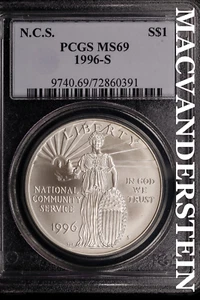 N.C.S. S$1
PCGS MS69
1996-S
9740.69/72860391
LIBERTY
NATIONAL
COMMUNITY
SERVICE
IN GOD
WE
TRUST
1996
MACVANDERSTEIN